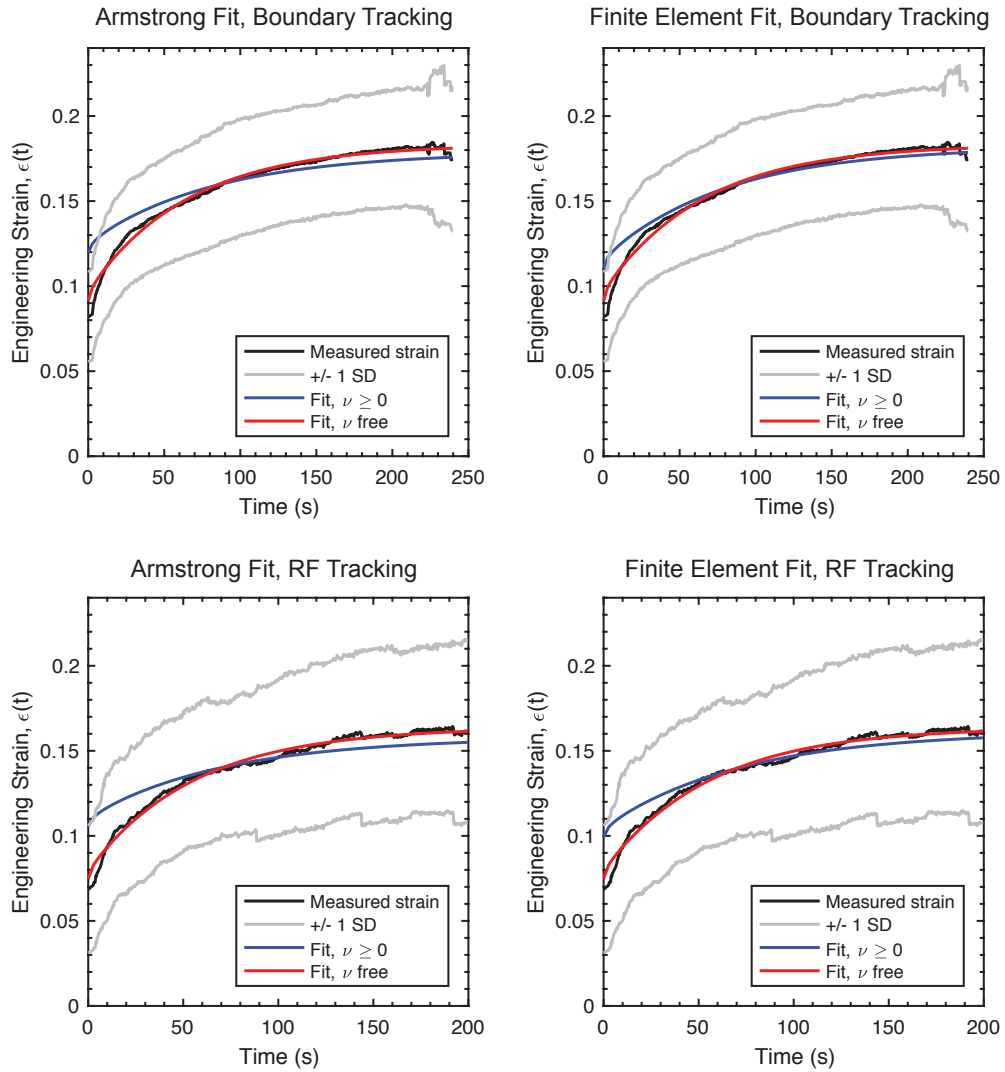 Armstrong Fit, Boundary Tracking
Engineering Strain, ϵ(t)
0.2
0.15
0.1
0.05
0
Measured strain
+/- 1 SD
Fit, ν ≥ 0
Fit, ν free
0 50 100 150 200 250
Time (s)
Finite Element Fit, Boundary Tracking
Engineering Strain, ϵ(t)
0.2
0.15
0.1
0.05
0
Measured strain
+/- 1 SD
Fit, ν ≥ 0
Fit, ν free
0 50 100 150 200 250
Time (s)
Armstrong Fit, RF Tracking
Engineering Strain, ϵ(t)
0.2
0.15
0.1
0.05
0
Measured strain
+/- 1 SD
Fit, ν ≥ 0
Fit, ν free
0 50 100 150 200
Time (s)
Finite Element Fit, RF Tracking
Engineering Strain, ϵ(t)
0.2
0.15
0.1
0.05
0
Measured strain
+/- 1 SD
Fit, ν ≥ 0
Fit, ν free
0 50 100 150 200
Time (s)